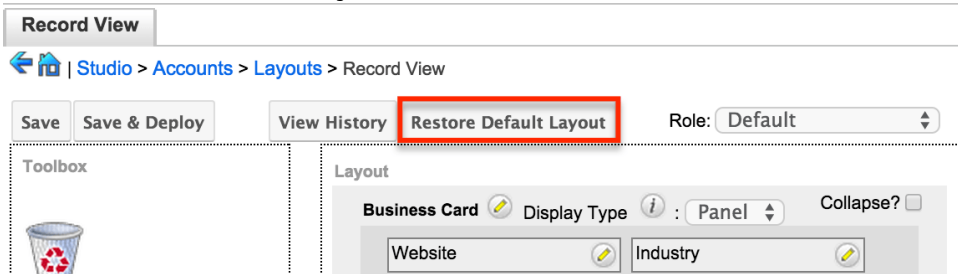 Record View
| Studio > Accounts > Layouts > Record View
Save Save & Deploy View History Restore Default Layout Role: Default
Toolbox
Layout
Business Card Display Type i : Panel Collapse?
Website Industry